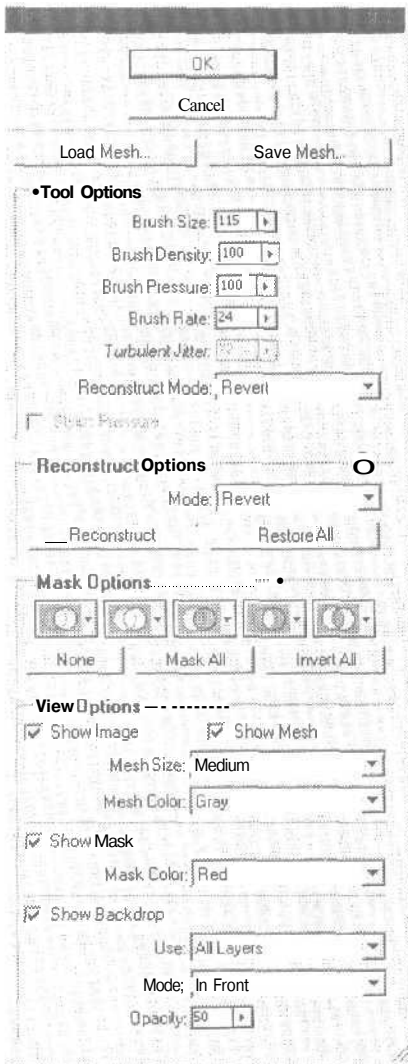 OK
Cancel
Load Mesh... Save Mesh...
•Tool Options
Brush Size: 115
Brush Density: 100
Brush Pressure: 100
Brush Rate: 24
Turbulent Jitter:
Reconstruct Mode: Revert
Pressure
Reconstruct Options
Mode: Revert
Reconstruct Restore All
Mask Options
None Mask All Invert All
View Options
Show Image Show Mesh
Mesh Size: Medium
Mesh Color: Gray
Show Mask
Mask Color: Red
Show Backdrop
Use: All Layers
Mode; In Front
Opacity: 50